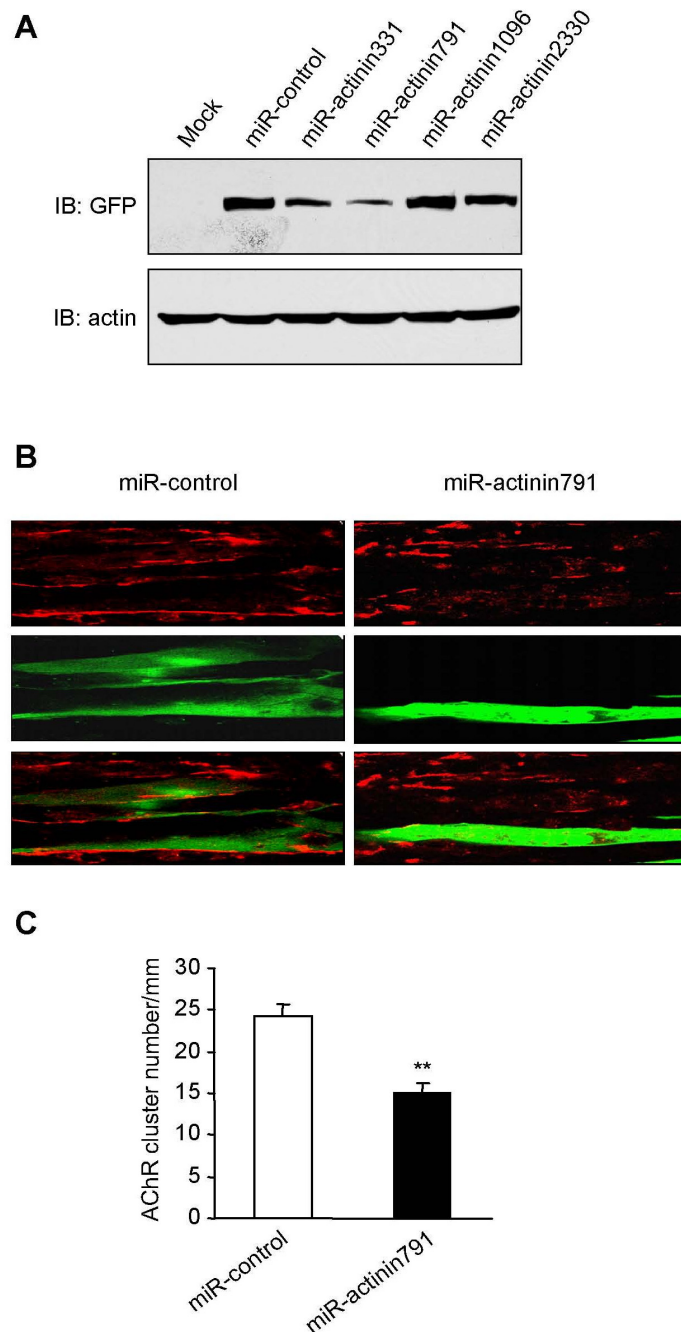 A
Mock
miR-control
miR-actinin331
miR-actinin791
miR-actinin1096
miR-actinin2330
IB: GFP
IB: actin
B
miR-control
miR-actinin791
C
AChR cluster number/mm
30
25
20
15
10
5
0
**
miR-control
miR-actinin791